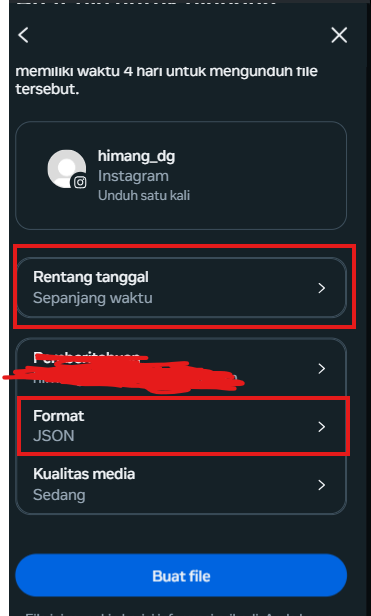 memiliki waktu 4 hari untuk mengunduh file
tersebut.
himang_dg
Instagram
Unduh satu kali
Rentang tanggal
Sepanjang waktu
Pemberitahuan
Format
JSON
Kualitas media
Sedang
Buat file